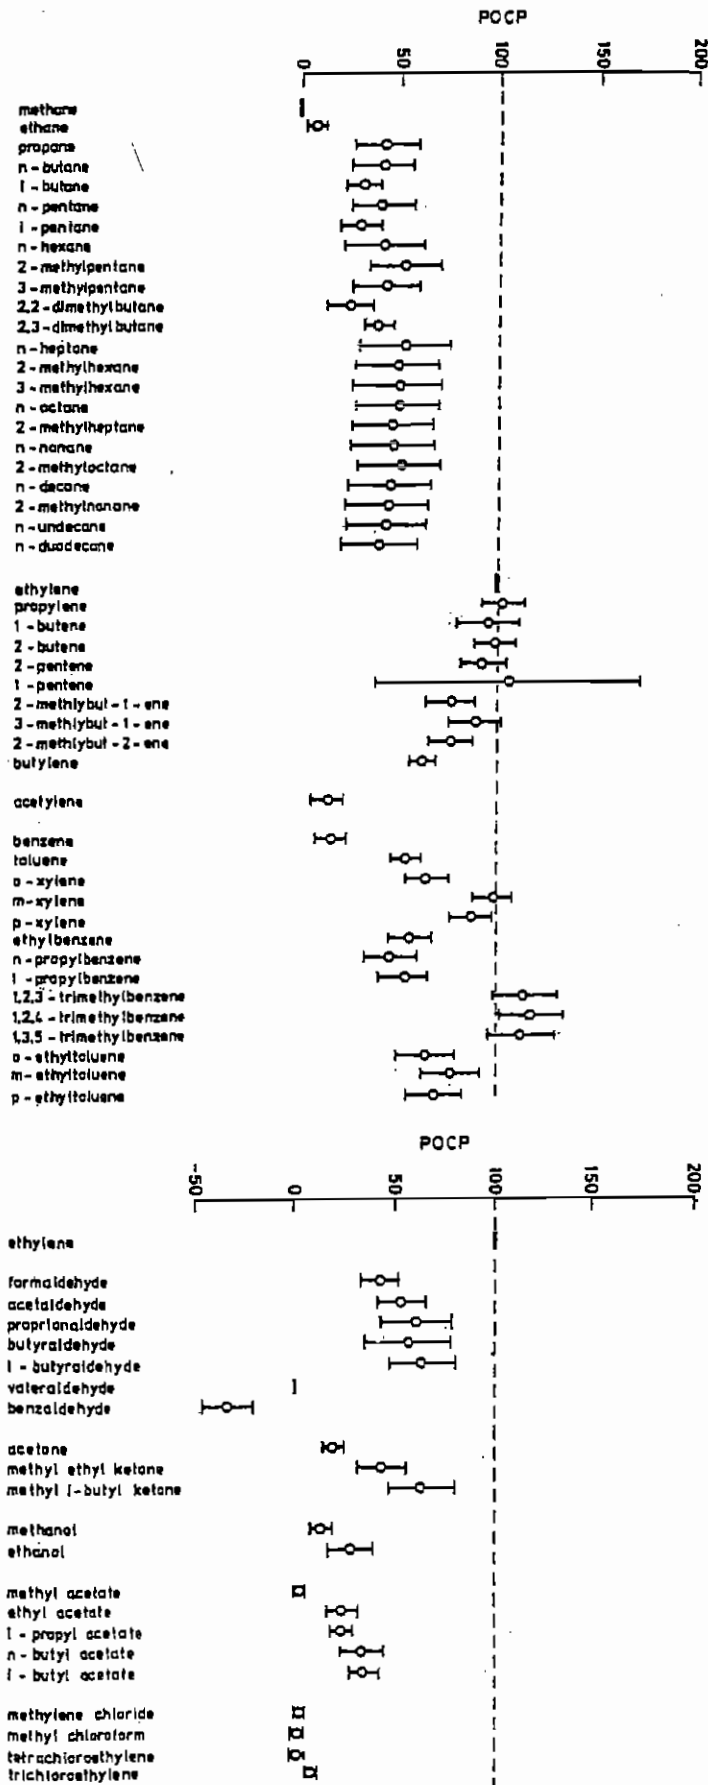 POCP
0 50 100 150 200
methane
ethane
propane
n-butane
i-butane
n-pentane
i-pentane
n-hexane
2-methylpentane
3-methylpentane
2,2-dimethylbutane
2,3-dimethylbutane
n-heptane
2-methylhexane
3-methylhexane
n-octane
2-methylheptane
n-nonane
2-methyloctane
n-decane
2-methylnonane
n-undecane
n-duodecane
ethylene
propylene
1-butene
2-butene
2-pentene
1-pentene
2-methlybut-1-ene
3-methlybut-1-ene
2-methlybut-2-ene
butylene
acetylene
benzene
toluene
o-xylene
m-xylene
p-xylene
ethylbenzene
n-propylbenzene
i-propylbenzene
1,2,3-trimethylbenzene
1,2,4-trimethylbenzene
1,3,5-trimethylbenzene
o-ethyltoluene
m-ethyltoluene
p-ethyltoluene
POCP
-50 0 50 100 150 200
ethylene
formaldehyde
acetaldehyde
proprionaldehyde
butyraldehyde
i-butyraldehyde
valeraldehyde
benzaldehyde
acetone
methyl ethyl ketone
methyl i-butyl ketone
methanol
ethanol
methyl acetate
ethyl acetate
i-propyl acetate
n-butyl acetate
i-butyl acetate
methylene chloride
methyl chloroform
tetrachloroethylene
trichloroethylene